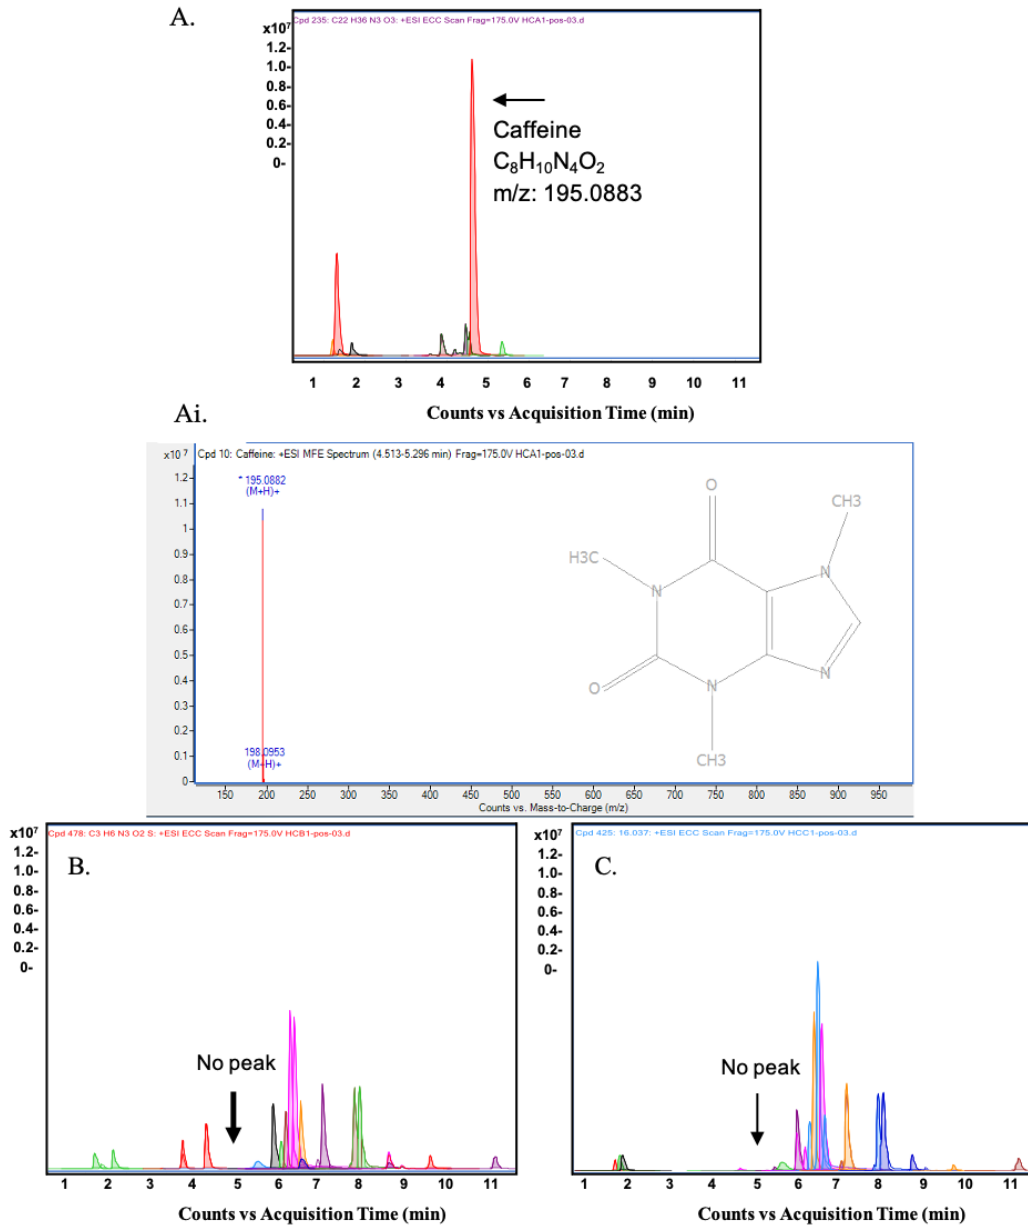 A.
Cpd 235: C22 H36 N3 O3: +ESI ECC Scan Frag=175.0V HCA1-pos-03.d
x10⁷
1.2-
1.0-
0.8-
0.6-
0.4-
0.2-
0-
Caffeine
C₈H₁₀N₄O₂
m/z: 195.0883
1 2 3 4 5 6 7 8 9 10 11
Counts vs Acquisition Time (min)
Ai.
x10⁷ Cpd 10: Caffeine: +ESI MFE Spectrum (4.513-5.296 min) Frag=175.0V HCA1-pos-03.d
1.2
1.1
1
0.9
0.8
0.7
0.6
0.5
0.4
0.3
0.2
0.1
0
195.0882
(M+H)+
198.0953
(M+H)+
O
CH3
H3C
N
N
O
N
N
CH3
150 200 250 300 350 400 450 500 550 600 650 700 750 800 850 900 950
Counts vs. Mass-to-Charge (m/z)
x10⁷
Cpd 478: C3 H6 N3 O2 S: +ESI ECC Scan Frag=175.0V HCB1-pos-03.d
B.
1.2-
1.0-
0.8-
0.6-
0.4-
0.2-
0-
No peak
1 2 3 4 5 6 7 8 9 10 11
Counts vs Acquisition Time (min)
x10⁷
Cpd 425: 16.037: +ESI ECC Scan Frag=175.0V HCC1-pos-03.d
C.
1.2-
1.0-
0.8-
0.6-
0.4-
0.2-
0-
No peak
1 2 3 4 5 6 7 8 9 10 11
Counts vs Acquisition Time (min)